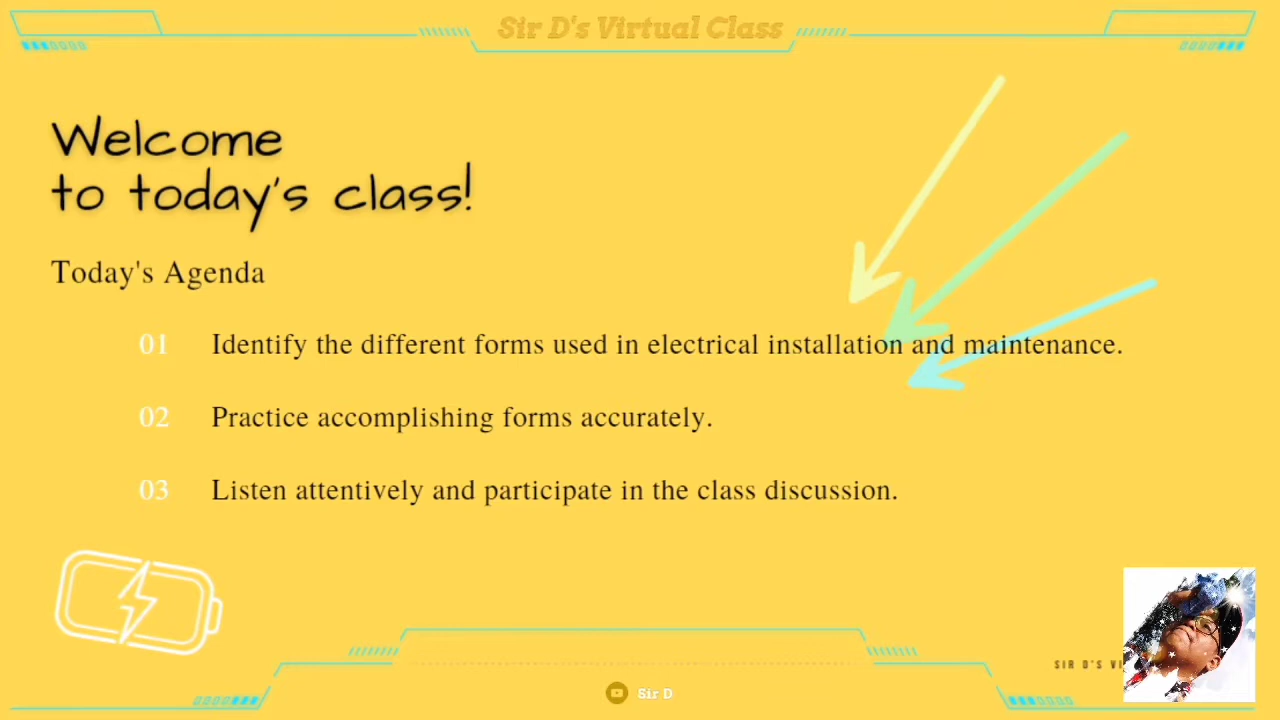 Sir D's Virtual Class
Welcome
to today's class!
Today's Agenda
01 Identify the different forms used in electrical installation and maintenance.
02 Practice accomplishing forms accurately.
03 Listen attentively and participate in the class discussion.
SIR D'S
Sir D